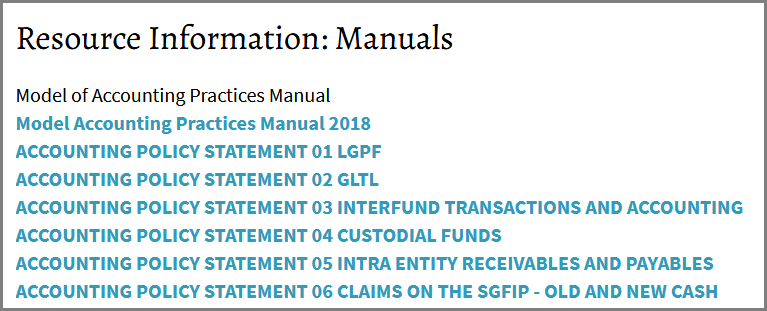 Resource Information: Manuals
Model of Accounting Practices Manual
Model Accounting Practices Manual 2018
ACCOUNTING POLICY STATEMENT 01 LGPF
ACCOUNTING POLICY STATEMENT 02 GLTL
ACCOUNTING POLICY STATEMENT 03 INTERFUND TRANSACTIONS AND ACCOUNTING
ACCOUNTING POLICY STATEMENT 04 CUSTODIAL FUNDS
ACCOUNTING POLICY STATEMENT 05 INTRA ENTITY RECEIVABLES AND PAYABLES
ACCOUNTING POLICY STATEMENT 06 CLAIMS ON THE SGFIP - OLD AND NEW CASH